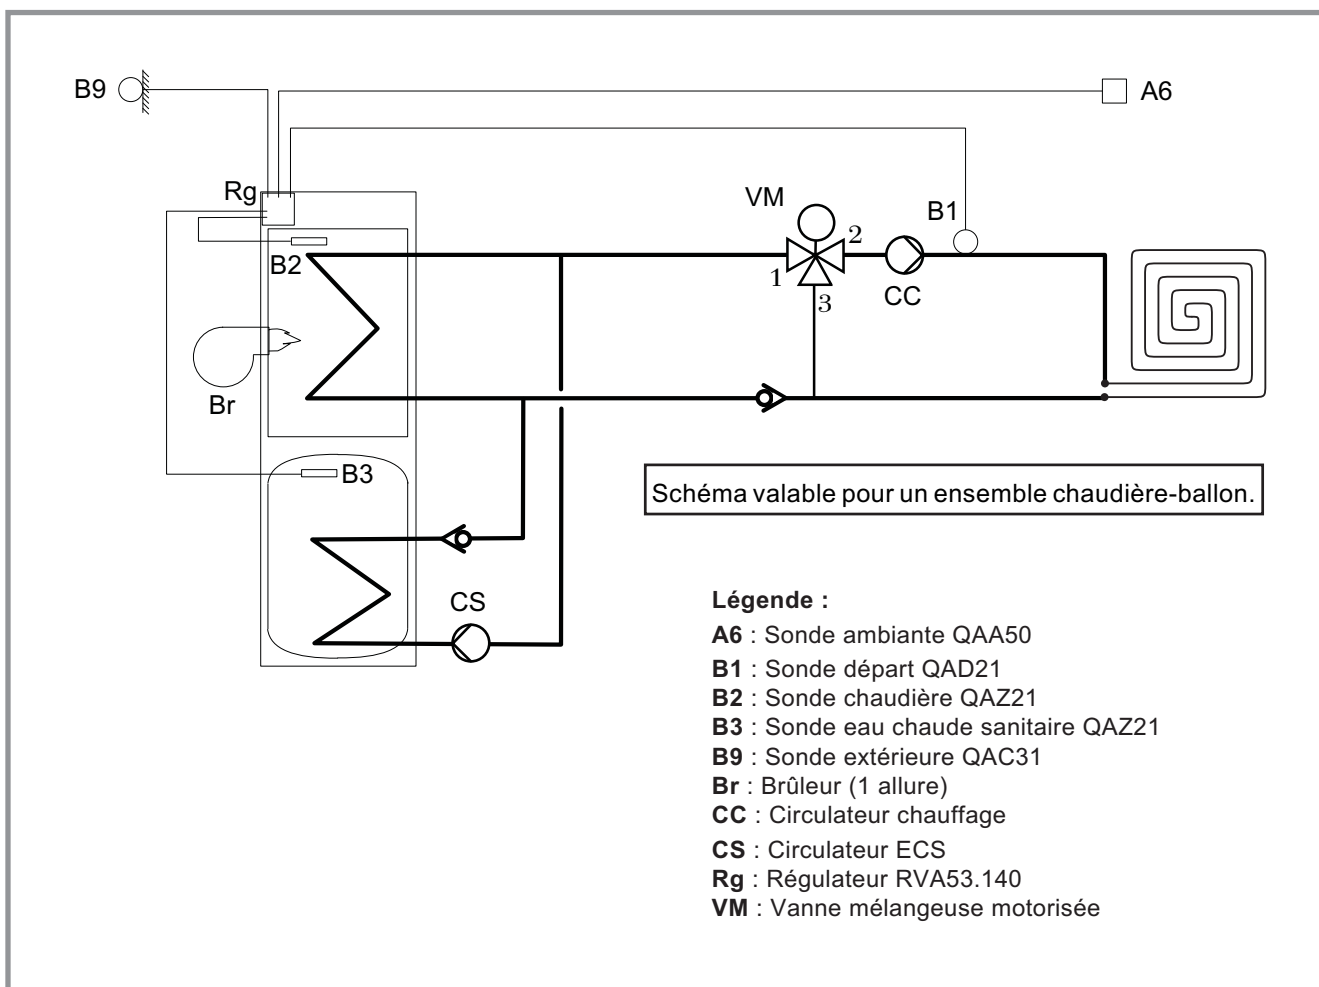 B9
A6
Rg
VM
B1
2
B2
1
CC
3
Br
B3
Schéma valable pour un ensemble chaudière-ballon.
CS
Légende :
A6 : Sonde ambiante QAA50
B1 : Sonde départ QAD21
B2 : Sonde chaudière QAZ21
B3 : Sonde eau chaude sanitaire QAZ21
B9 : Sonde extérieure QAC31
Br : Brûleur (1 allure)
CC : Circulateur chauffage
CS : Circulateur ECS
Rg : Régulateur RVA53.140
VM : Vanne mélangeuse motorisée